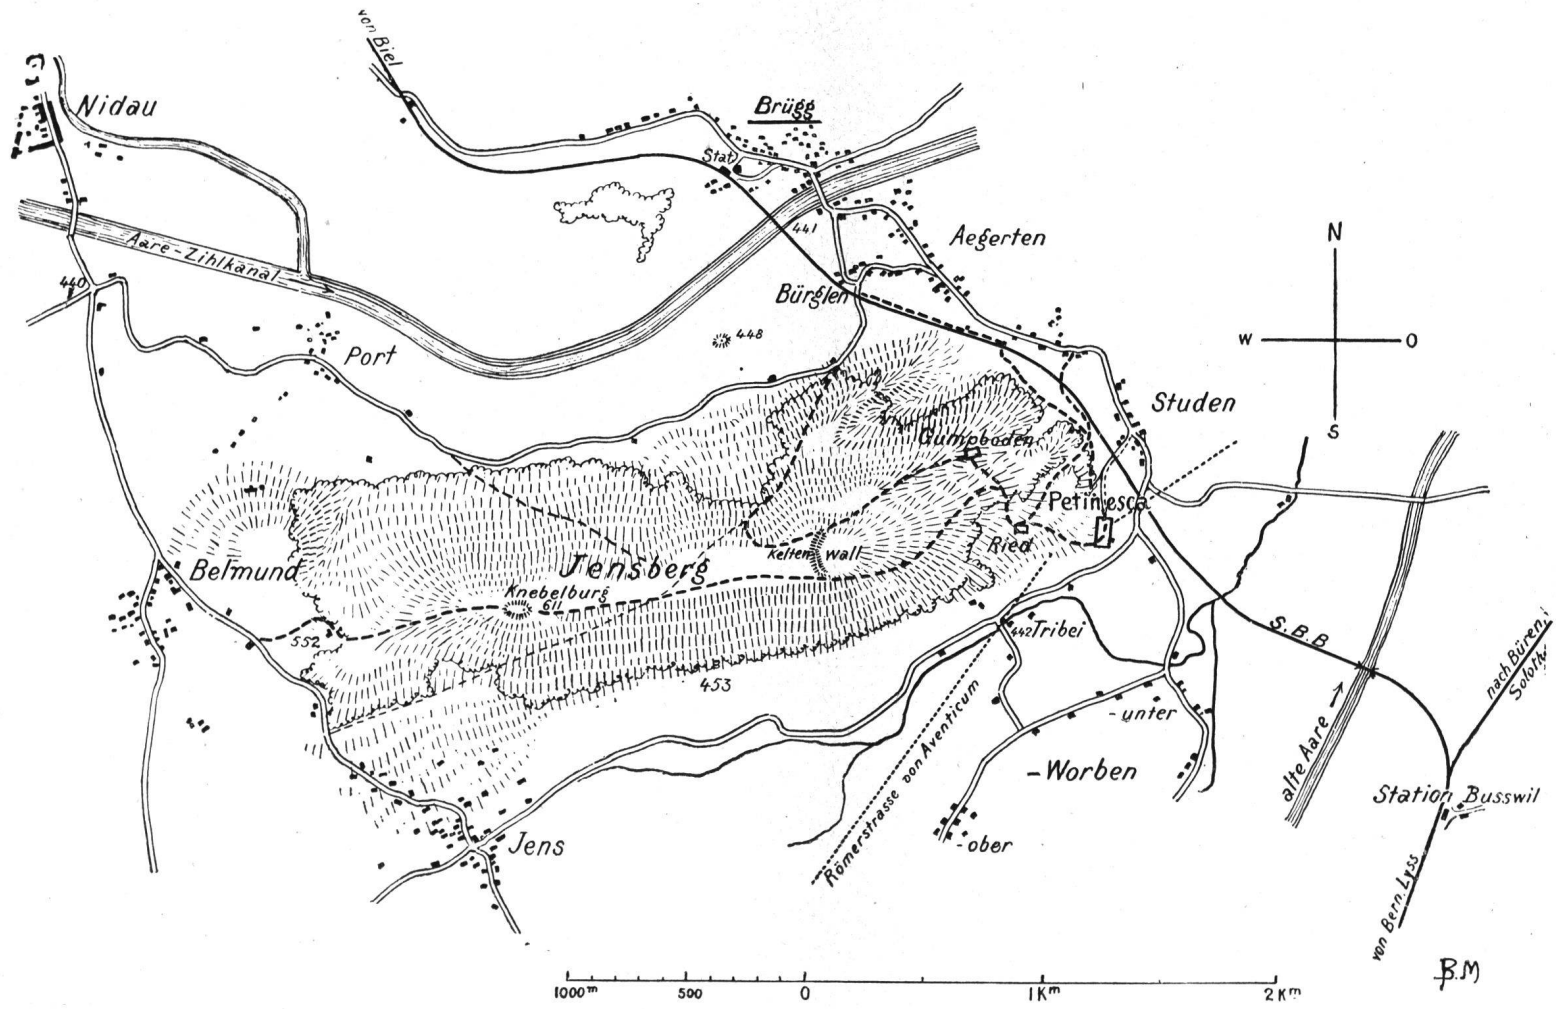 von Biel
Nidau
Brügg
Stat.
Aegerten
441
Aare-Zihlkanal
440
Bürglen
N
W O
S
448
Port
Studen
Gumpboden
Petinesca
Kelten wall
Ried
Jensberg
Belmund
Knebelburg
611
552
442 Tribei
S.B.B
453
nach Büren,
Soloth.
-unter
Römerstrasse von Aventicum
alte Aare
-Worben
Station Busswil
-ober
Jens
von Bern. Lyss
B.M
1000m 500 0 1Km 2Km